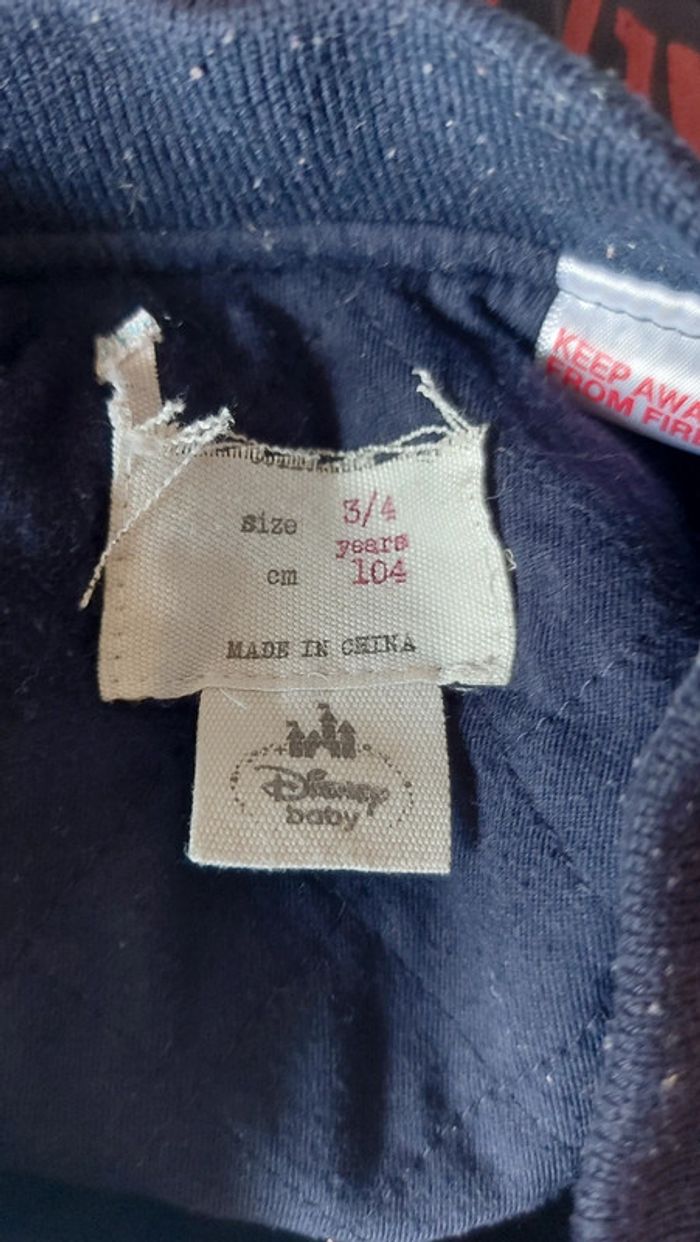 KEEP AWA
FROM FIR
Size 3/4
years
cm 104
MADE IN CHINA
Disney
baby